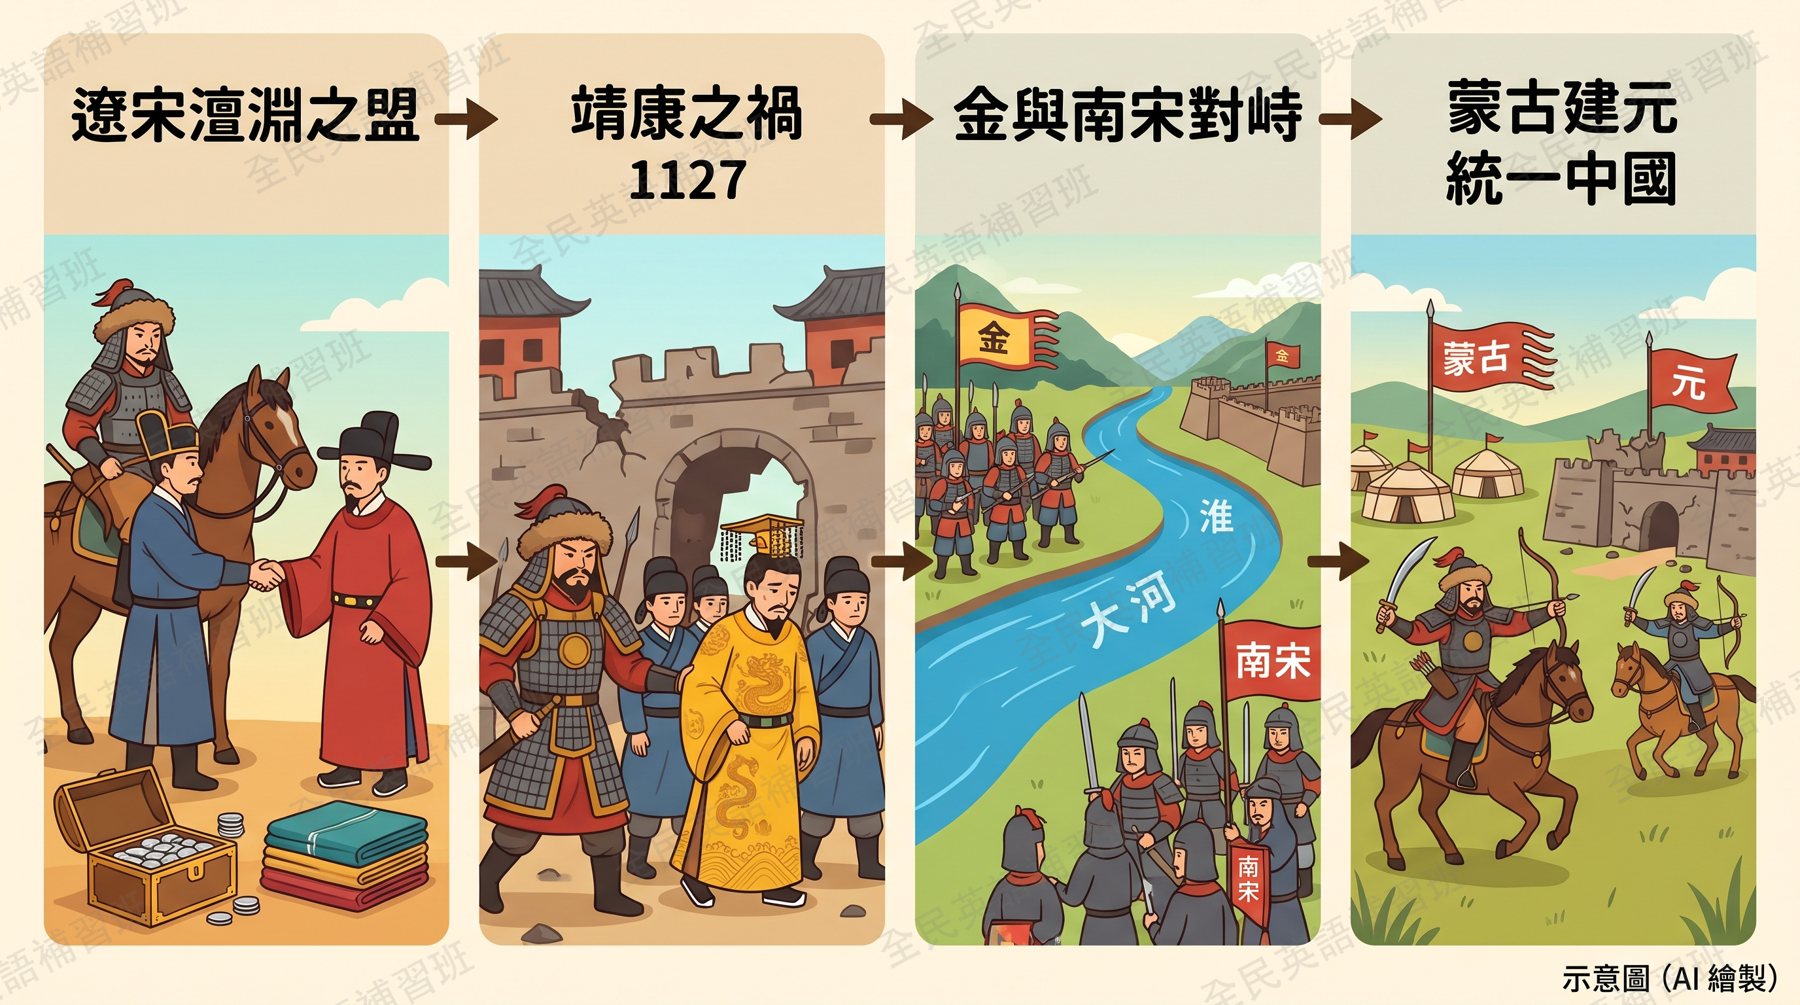 遼宋澶淵之盟
靖康之禍
1127
金與南宋對峙
蒙古建元
統一中國
金
金
淮
大河
南宋
南宋
蒙古
元
示意圖 (AI 繪製)
全民英語補習班